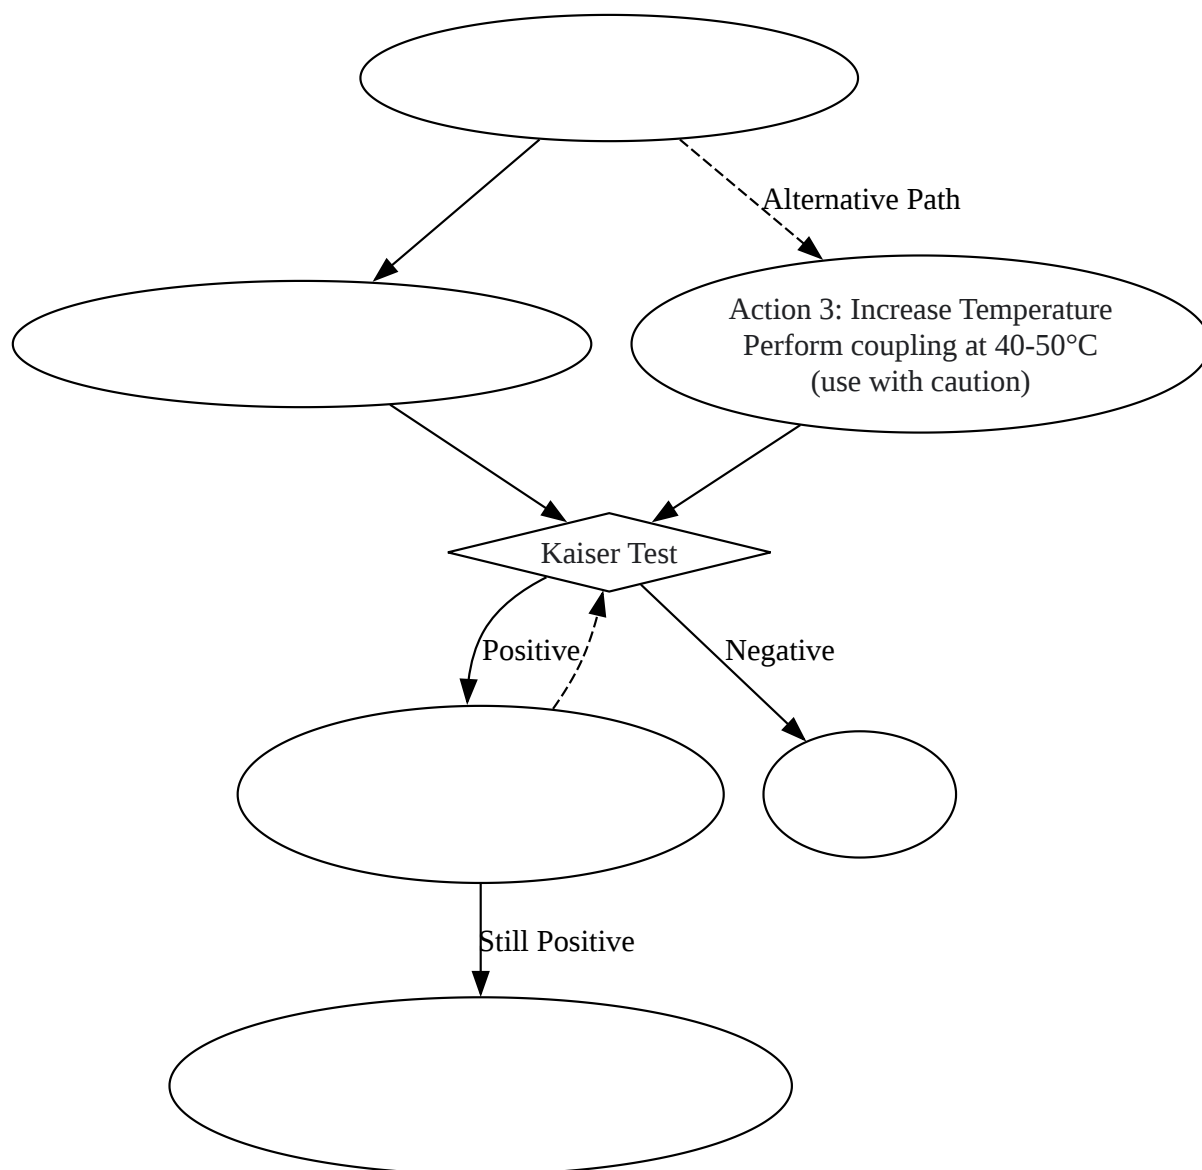 Alternative Path
Action 3: Increase Temperature
Perform coupling at 40-50°C
(use with caution)
Kaiser Test
Positive
Negative
Still Positive